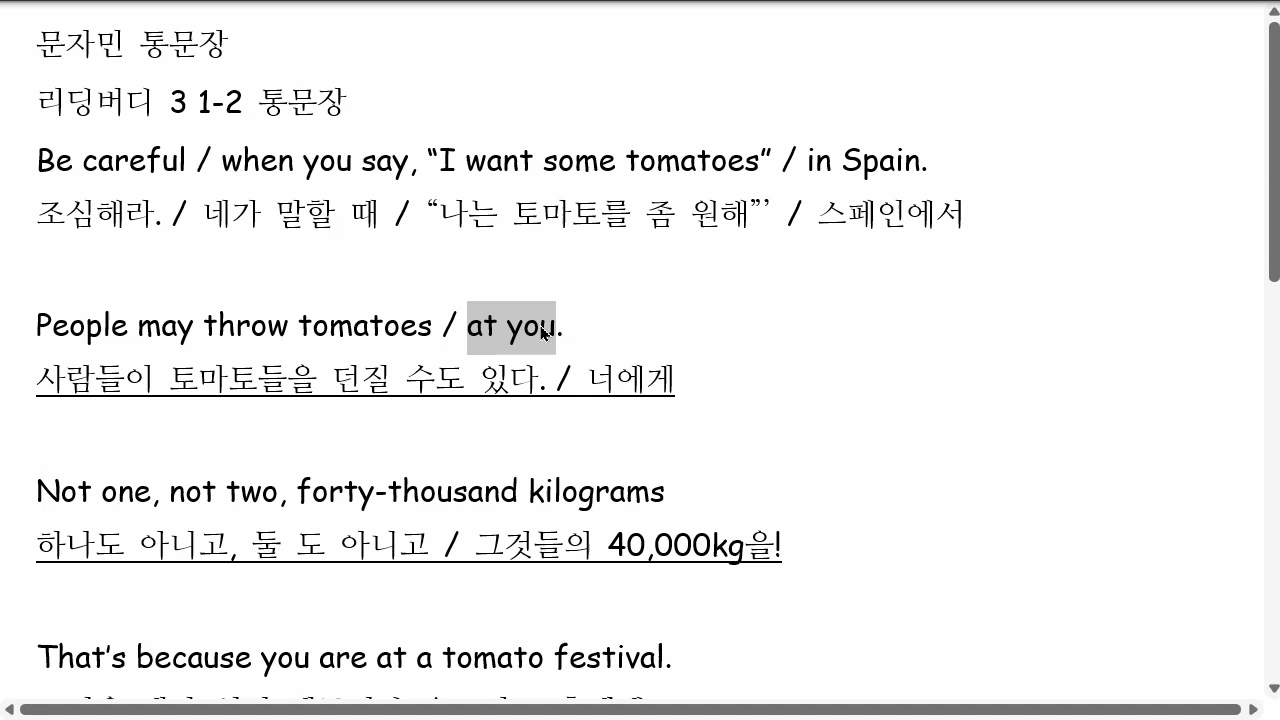 문자민 통문장
리딩버디 3 1-2 통문장
Be careful / when you say, “I want some tomatoes” / in Spain.
조심해라. / 네가 말할 때 / “나는 토마토를 좀 원해”’ / 스페인에서
People may throw tomatoes / at you.
사람들이 토마토들을 던질 수도 있다. / 너에게
Not one, not two, forty-thousand kilograms
하나도 아니고, 둘 도 아니고 / 그것들의 40,000kg을!
That’s because you are at a tomato festival.